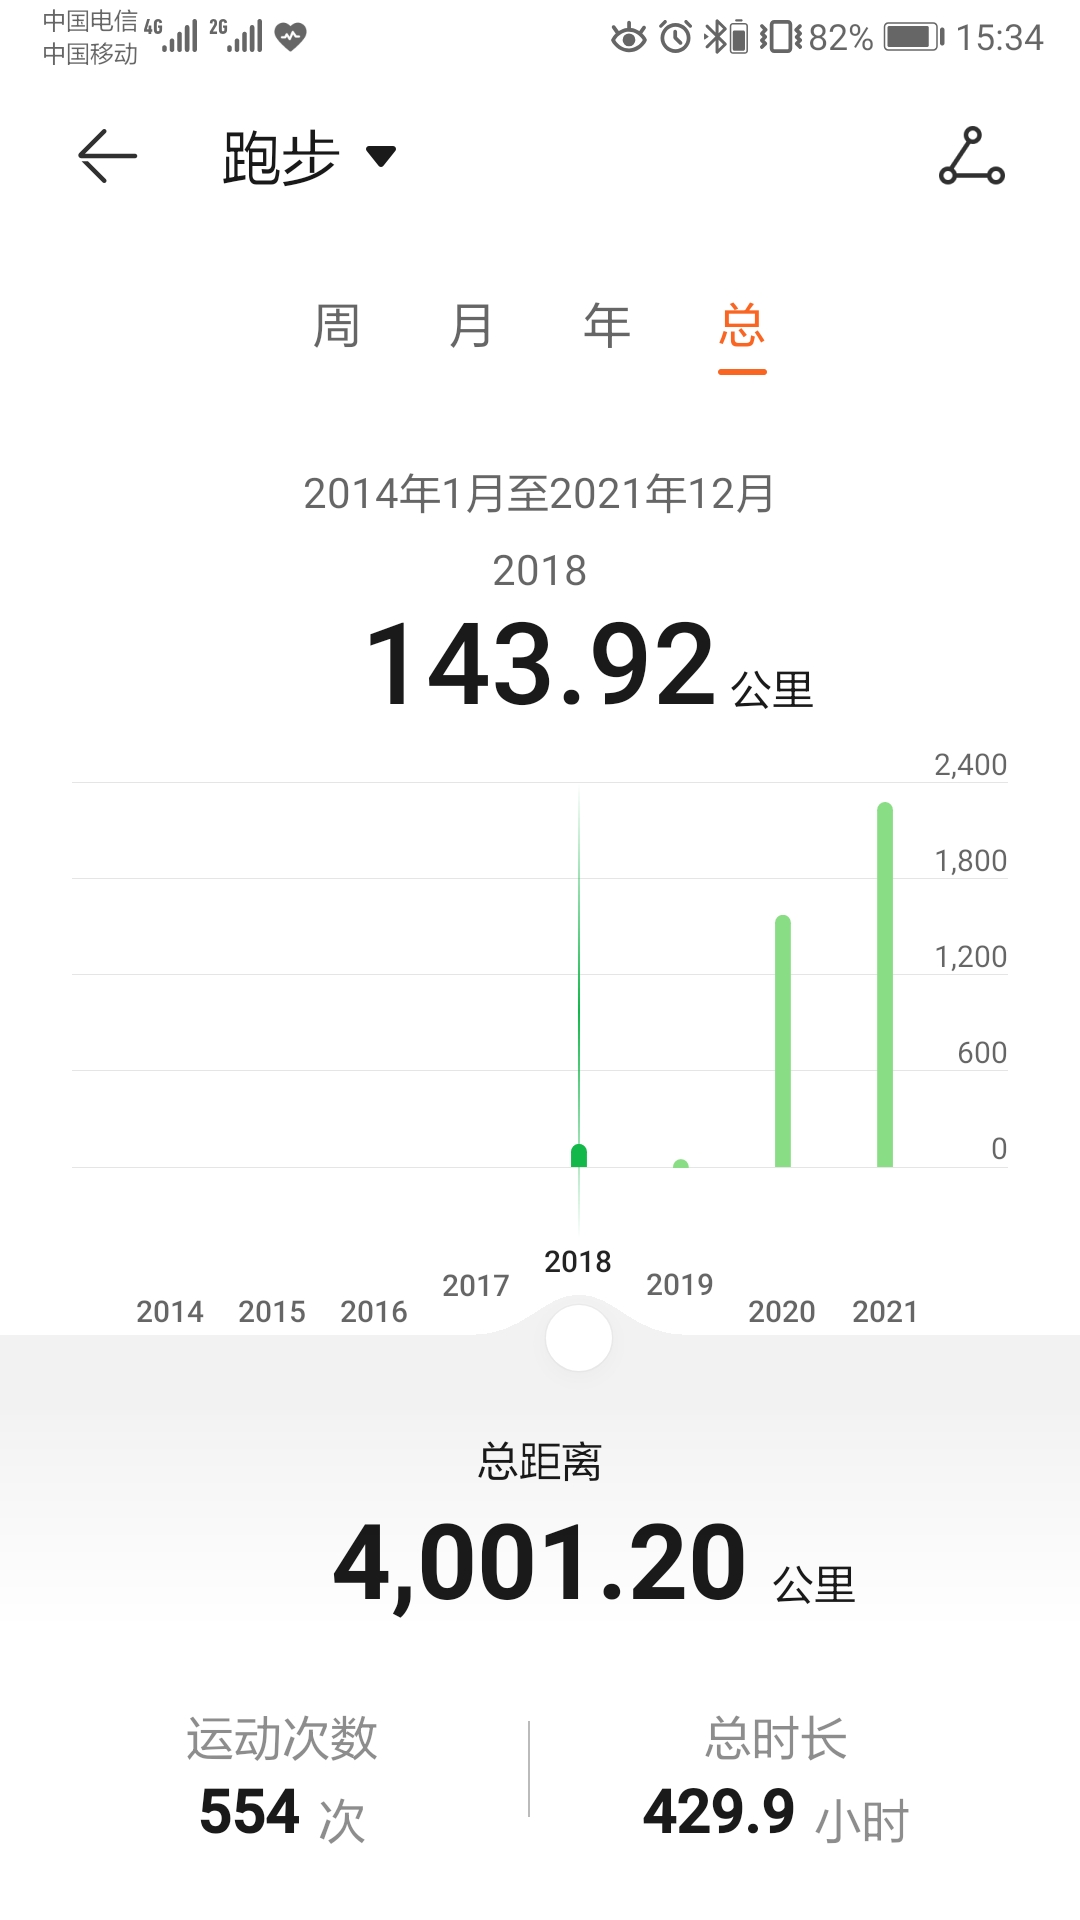 中国电信 4G 2G 82% 15:34
中国移动
跑步
周 月 年 总
2014年1月至2021年12月
2018
143.92 公里
2,400
1,800
1,200
600
0
2014 2015 2016 2017 2018 2019 2020 2021
总距离
4,001.20 公里
运动次数 总时长
554 次 429.9 小时